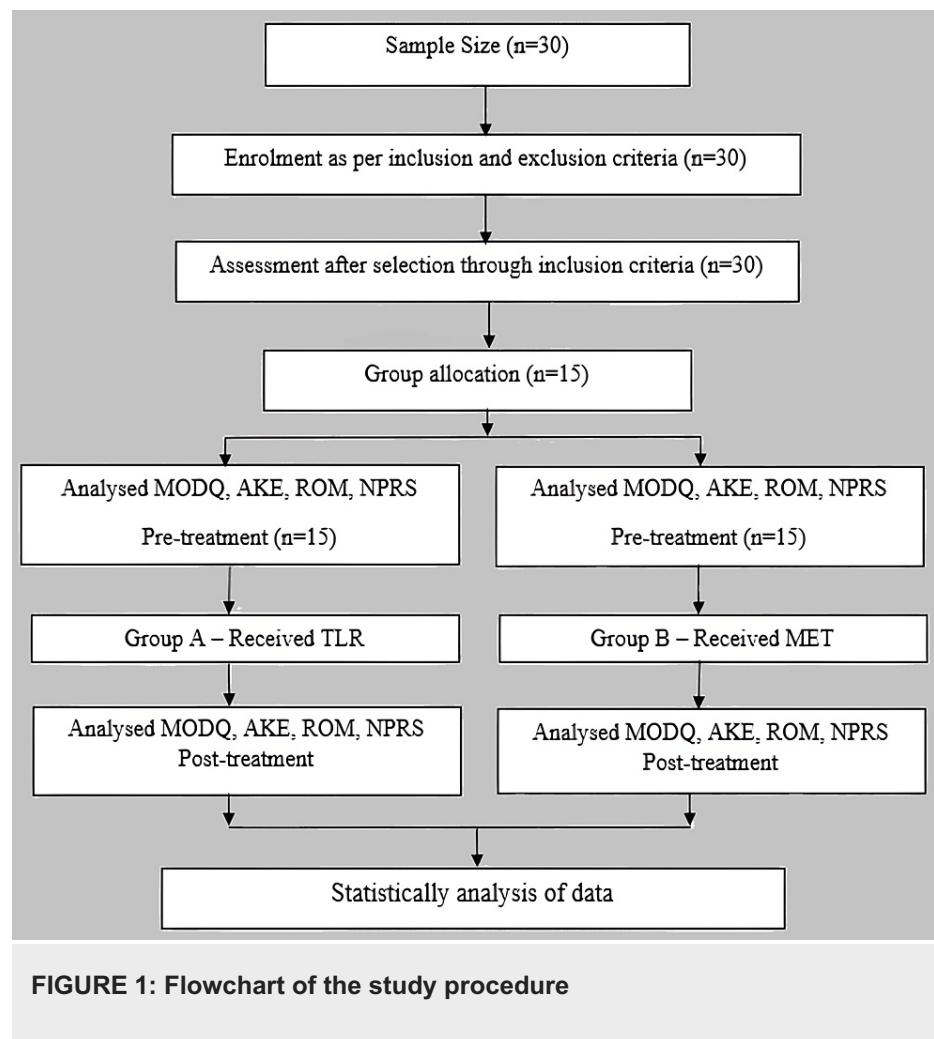 Sample Size (n=30)
Enrolment as per inclusion and exclusion criteria (n=30)
Assessment after selection through inclusion criteria (n=30)
Group allocation (n=15)
Analysed MODQ, AKE, ROM, NPRS
Pre-treatment (n=15)
Analysed MODQ, AKE, ROM, NPRS
Pre-treatment (n=15)
Group A – Received TLR
Group B – Received MET
Analysed MODQ, AKE, ROM, NPRS
Post-treatment
Analysed MODQ, AKE, ROM, NPRS
Post-treatment
Statistically analysis of data
FIGURE 1: Flowchart of the study procedure